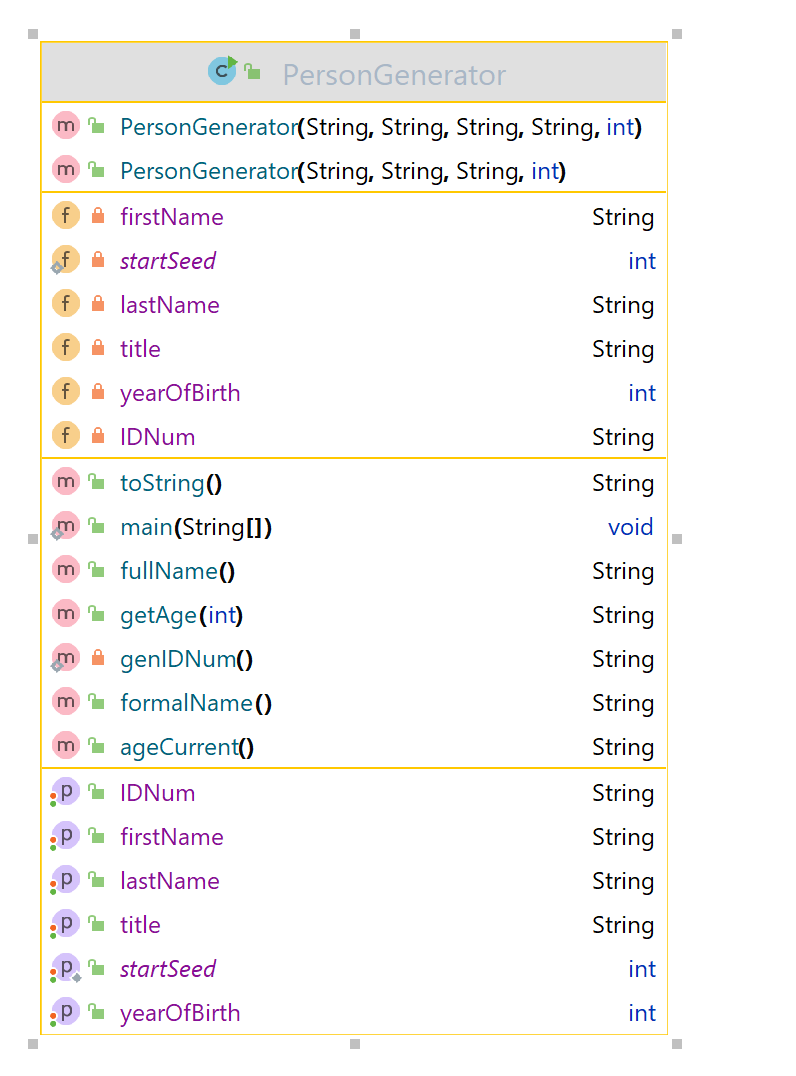 C PersonGenerator
m PersonGenerator(String, String, String, String, int)
m PersonGenerator(String, String, String, int)
f firstName String
f startSeed int
f lastName String
f title String
f yearOfBirth int
f IDNum String
m toString() String
m main(String[]) void
m fullName() String
m getAge(int) String
m genIDNum() String
m formalName() String
m ageCurrent() String
p IDNum String
p firstName String
p lastName String
p title String
p startSeed int
p yearOfBirth int